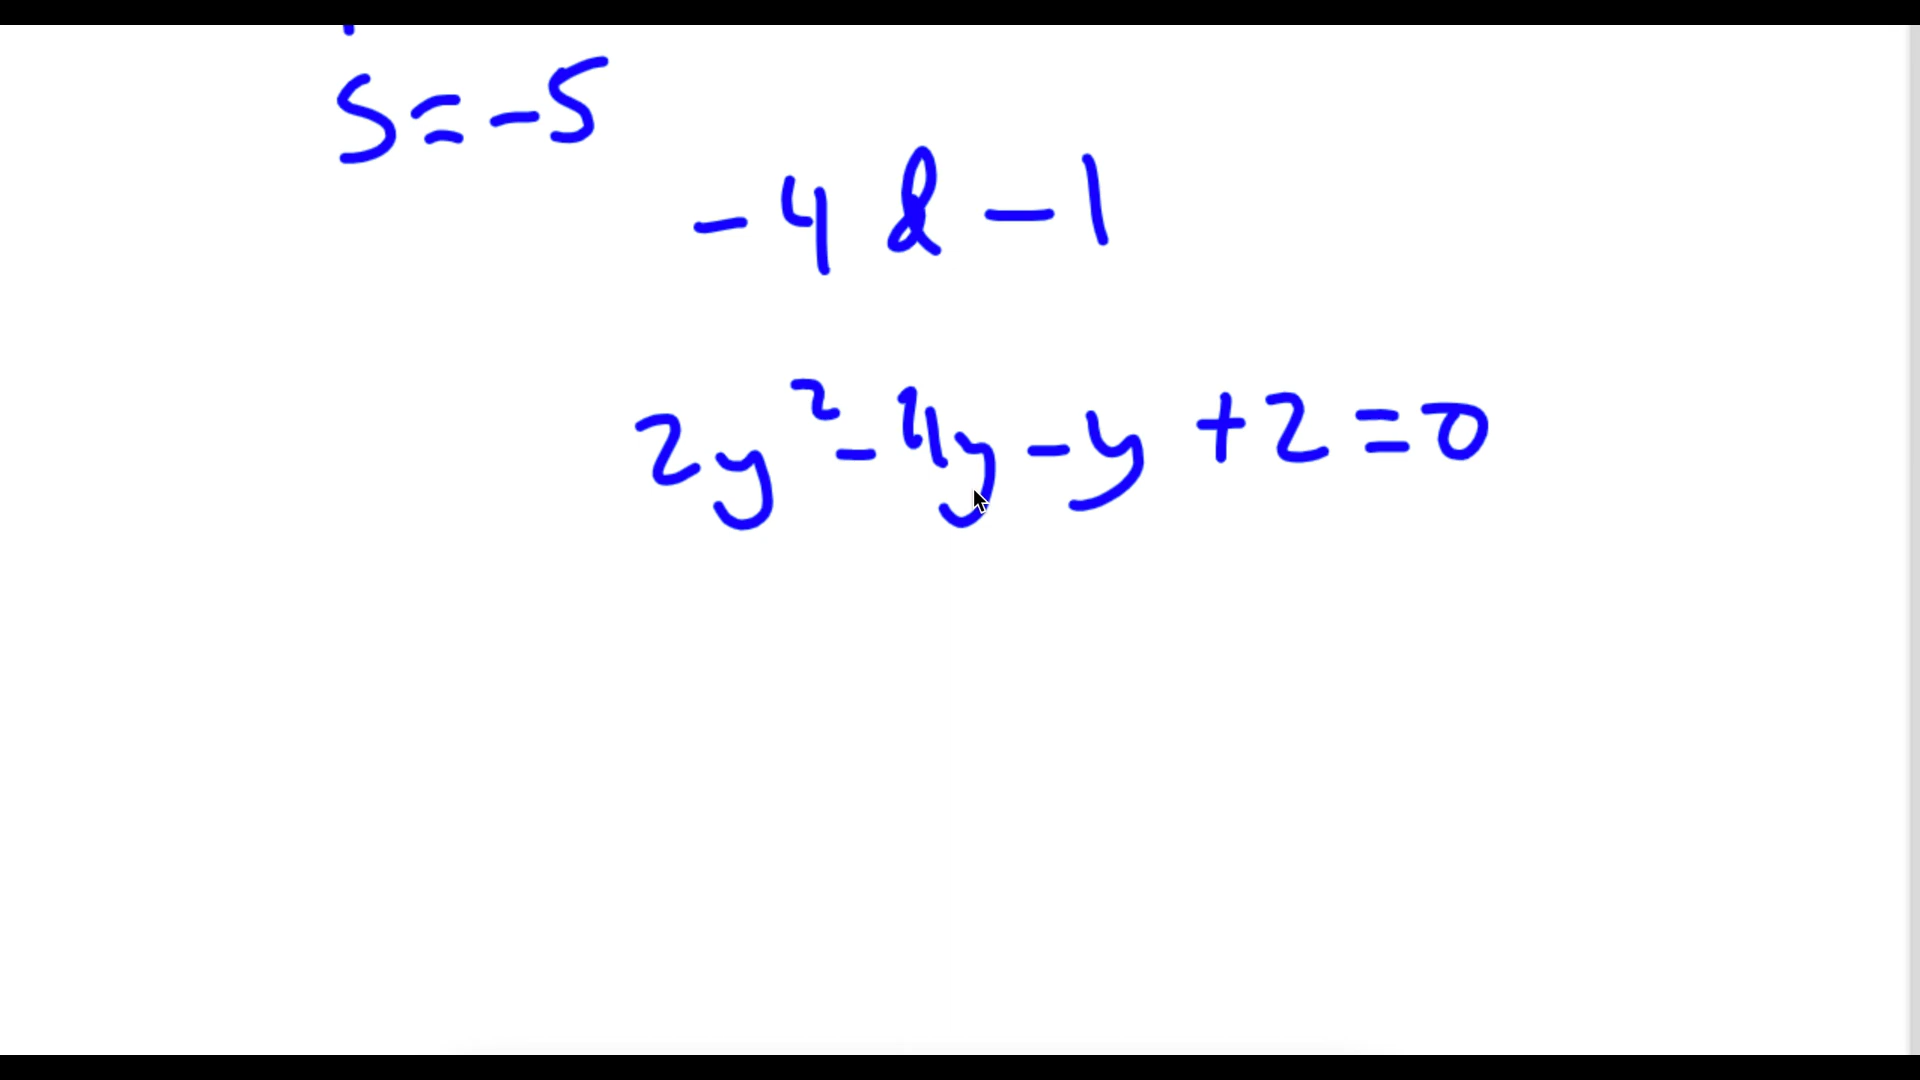 S = -5
-4 & -1
2y² - 4y - y + 2 = 0